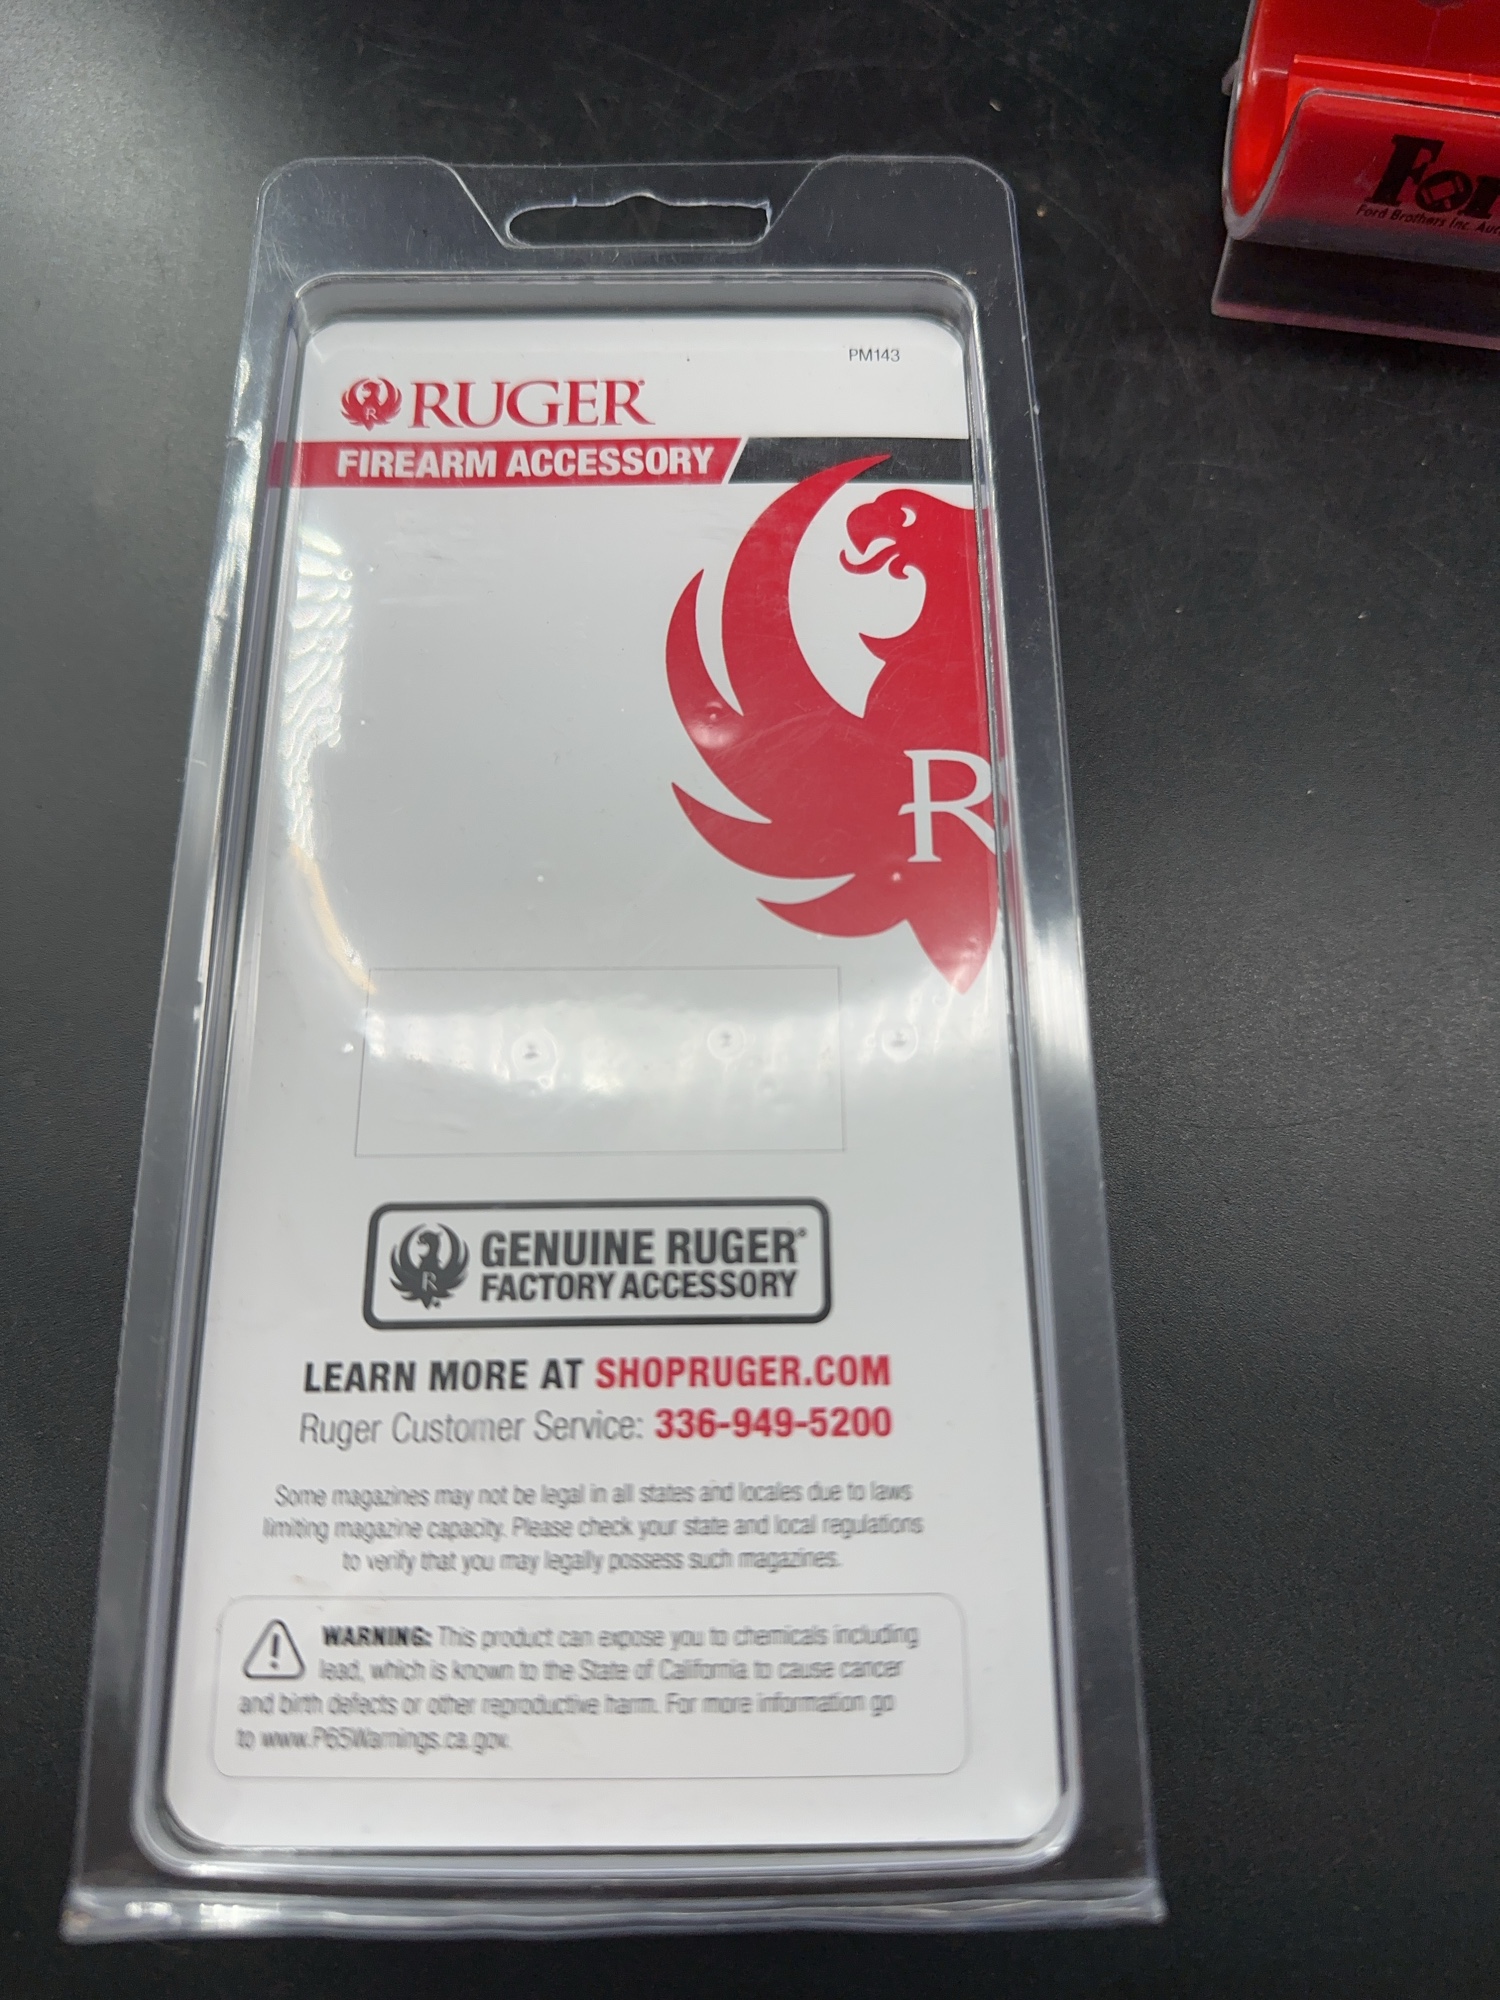 PM143
RUGER®
FIREARM ACCESSORY
R
R
GENUINE RUGER®
FACTORY ACCESSORY
R
LEARN MORE AT SHOPRUGER.COM
Ruger Customer Service: 336-949-5200
Some magazines may not be legal in all states and locales due to laws
limiting magazine capacity. Please check your state and local regulations
to verify that you may legally possess such magazines.
WARNING: This product can expose you to chemicals including
lead, which is known to the State of California to cause cancer
and birth defects or other reproductive harm. For more information go
to www.P65Warnings.ca.gov.
For
Ford Brothers Inc. Auc